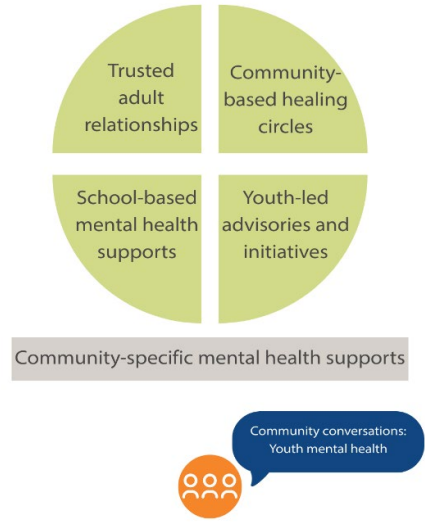 Trusted
adult
relationships
Community-
based healing
circles
School-based
mental health
supports
Youth-led
advisories and
initiatives
Community-specific mental health supports
Community conversations:
Youth mental health